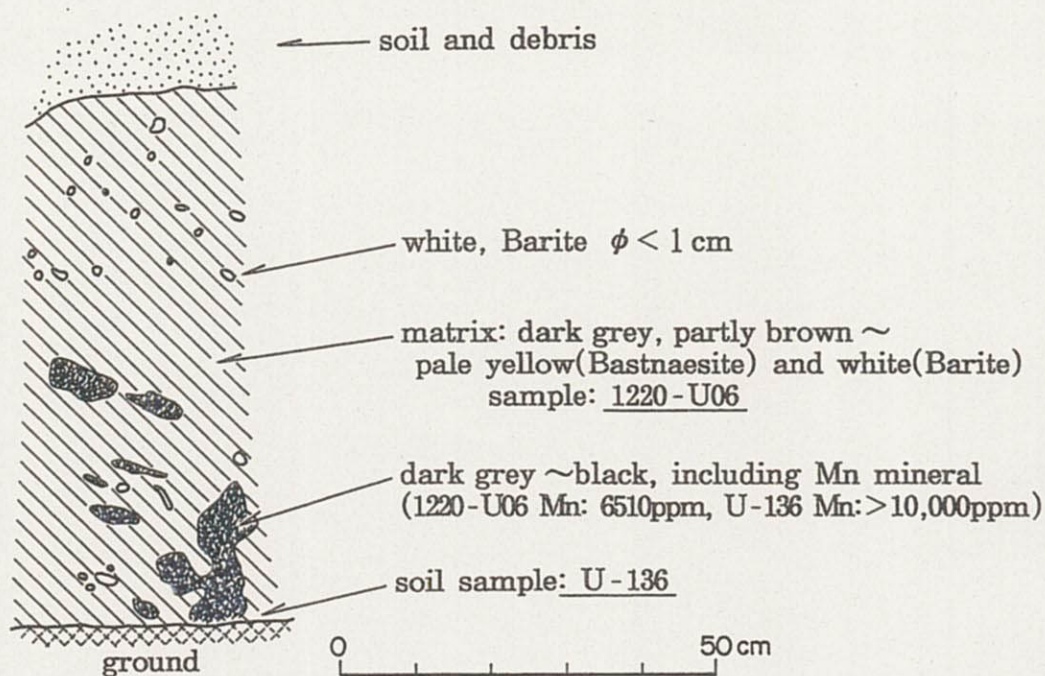 soil and debris
white, Barite ϕ < 1 cm
matrix: dark grey, partly brown ~
pale yellow(Bastnaesite) and white(Barite)
sample: 1220-U06
dark grey ~black, including Mn mineral
(1220-U06 Mn: 6510ppm, U-136 Mn:>10,000ppm)
soil sample: U-136
ground
0 50cm